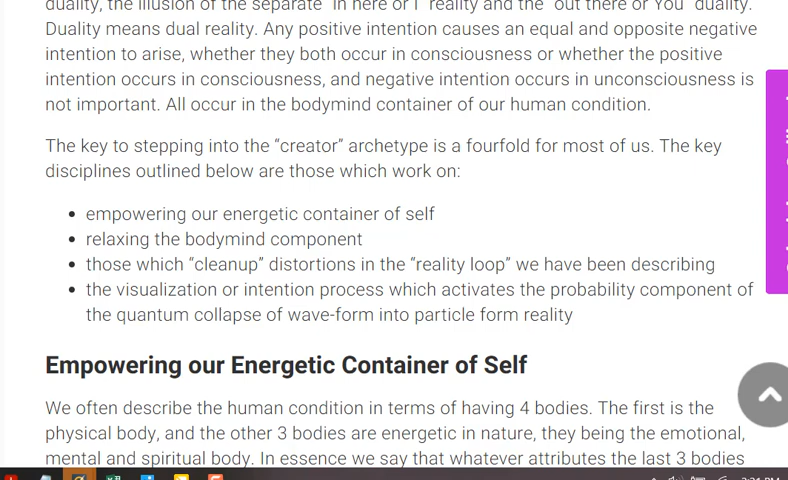 duality, the illusion of the separate "in here or I" reality and the "out there or You" duality.
Duality means dual reality. Any positive intention causes an equal and opposite negative
intention to arise, whether they both occur in consciousness or whether the positive
intention occurs in consciousness, and negative intention occurs in unconsciousness is
not important. All occur in the bodymind container of our human condition.
The key to stepping into the “creator” archetype is a fourfold for most of us. The key
disciplines outlined below are those which work on:
• empowering our energetic container of self
• relaxing the bodymind component
• those which “cleanup” distortions in the “reality loop” we have been describing
• the visualization or intention process which activates the probability component of
the quantum collapse of wave-form into particle form reality
Empowering our Energetic Container of Self
We often describe the human condition in terms of having 4 bodies. The first is the
physical body, and the other 3 bodies are energetic in nature, they being the emotional,
mental and spiritual body. In essence we say that whatever attributes the last 3 bodies